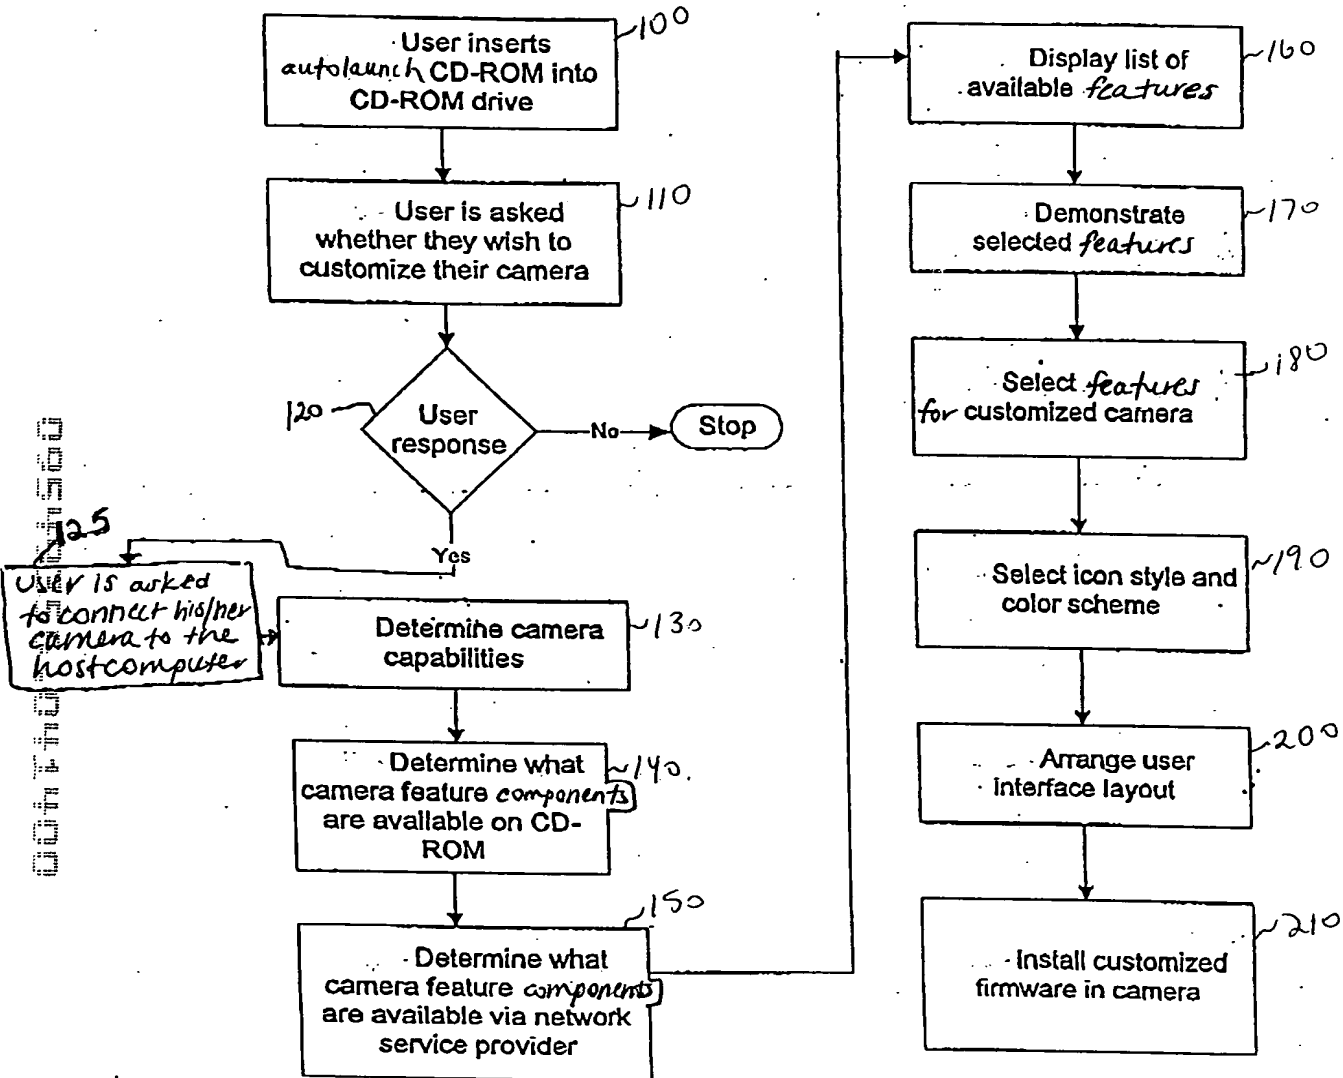 100
User inserts
autolaunch CD-ROM into
CD-ROM drive
110
User is asked
whether they wish to
customize their camera
120
User
response
No
Stop
Yes
125
User is asked
to connect his/her
camera to the
host computer
130
Determine camera
capabilities
140
Determine what
camera feature components
are available on CD-
ROM
150
Determine what
camera feature components
are available via network
service provider
160
Display list of
available features
170
Demonstrate
selected features
180
Select features
for customized camera
190
Select icon style and
color scheme
200
Arrange user
interface layout
210
Install customized
firmware in camera